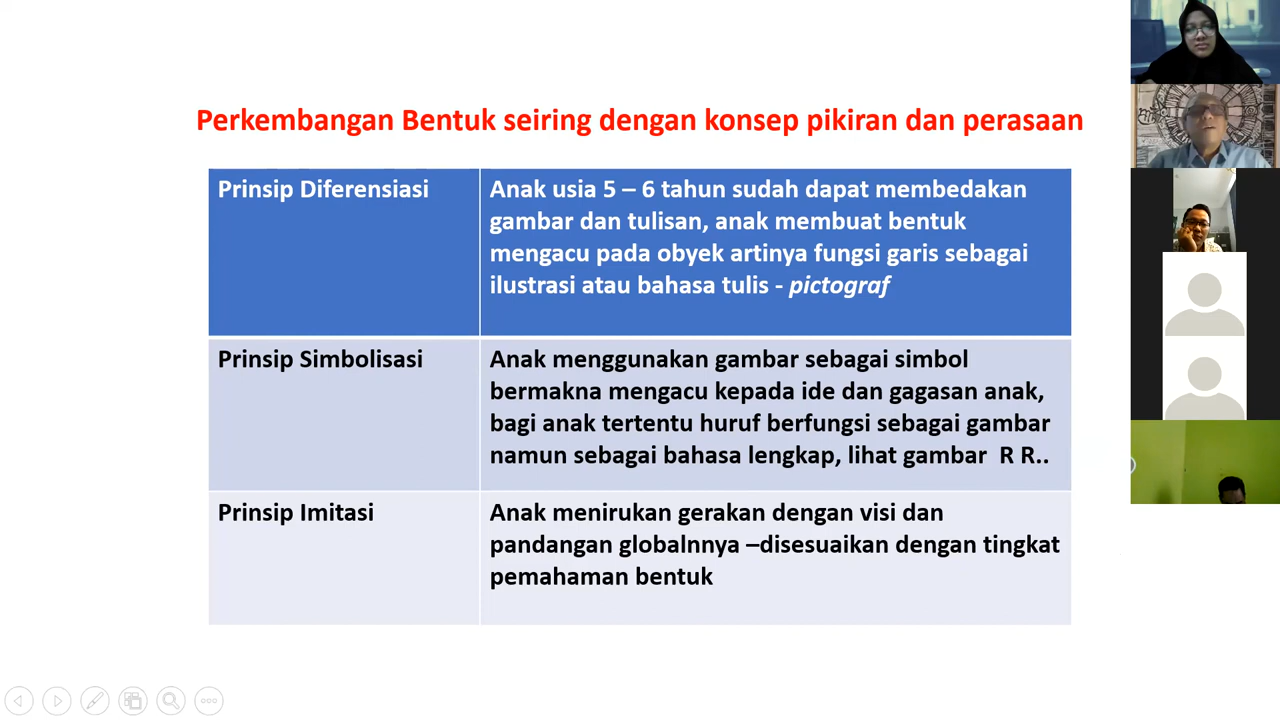 Perkembangan Bentuk seiring dengan konsep pikiran dan perasaan
Prinsip Diferensiasi
Anak usia 5 – 6 tahun sudah dapat membedakan
gambar dan tulisan, anak membuat bentuk
mengacu pada obyek artinya fungsi garis sebagai
ilustrasi atau bahasa tulis - pictograf
Prinsip Simbolisasi
Anak menggunakan gambar sebagai simbol
bermakna mengacu kepada ide dan gagasan anak,
bagi anak tertentu huruf berfungsi sebagai gambar
namun sebagai bahasa lengkap, lihat gambar  R R..
Prinsip Imitasi
Anak menirukan gerakan dengan visi dan
pandangan globalnnya –disesuaikan dengan tingkat
pemahaman bentuk